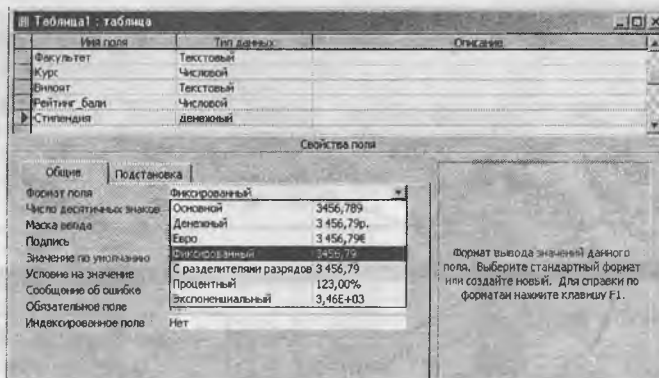 Таблица1 : таблица
Имя поля Тип данных Описание
Факультет Текстовый
Курс Числовой
Вилоят Текстовый
Рейтинг_бали Числовой
Стипендия денежный
Свойства поля
Общие Подстановка
Формат поля Фиксированный
Число десятичных знаков Основной 3456,789
Маска ввода Денежный 3 456,79р.
Подпись Евро 3 456,79€
Значение по умолчанию Фиксированный 3456,79
Условие на значение С разделителями разрядов 3 456,79
Сообщение об ошибке Процентный 123,00%
Обязательное поле Экспоненциальный 3,46E+03
Индексированное поле Нет
Формат вывода значений данного
поля. Выберите стандартный формат
или создайте новый. Для справки по
форматам нажмите клавишу F1.